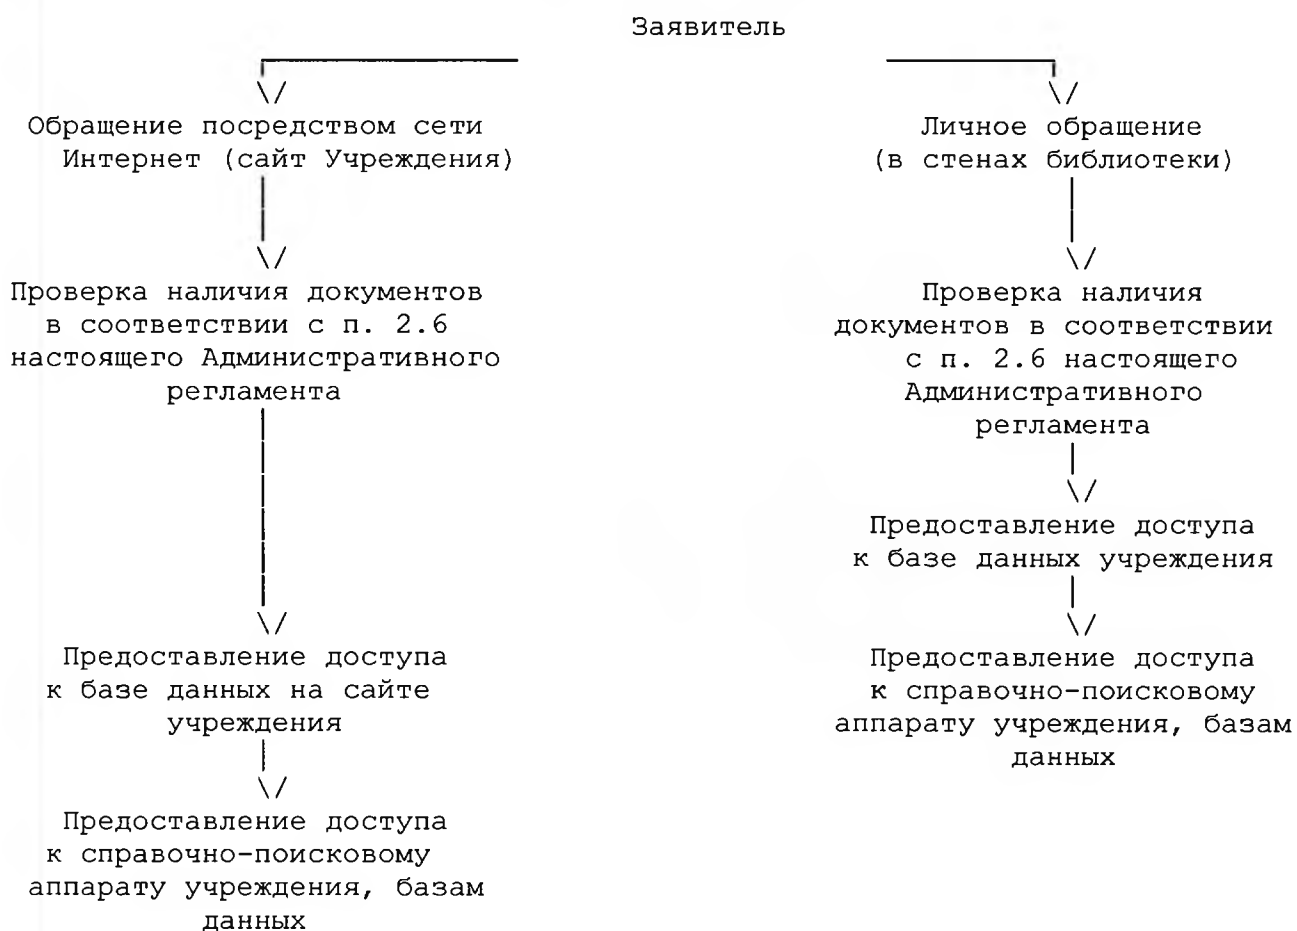 Заявитель
Обращение посредством сети
Интернет (сайт Учреждения)
Личное обращение
(в стенах библиотеки)
Проверка наличия документов
в соответствии с п. 2.6
настоящего Административного
регламента
Проверка наличия
документов в соответствии
с п. 2.6 настоящего
Административного
регламента
Предоставление доступа
к базе данных учреждения
Предоставление доступа
к базе данных на сайте
учреждения
Предоставление доступа
к справочно-поисковому
аппарату учреждения, базам
данных
Предоставление доступа
к справочно-поисковому
аппарату учреждения, базам
данных